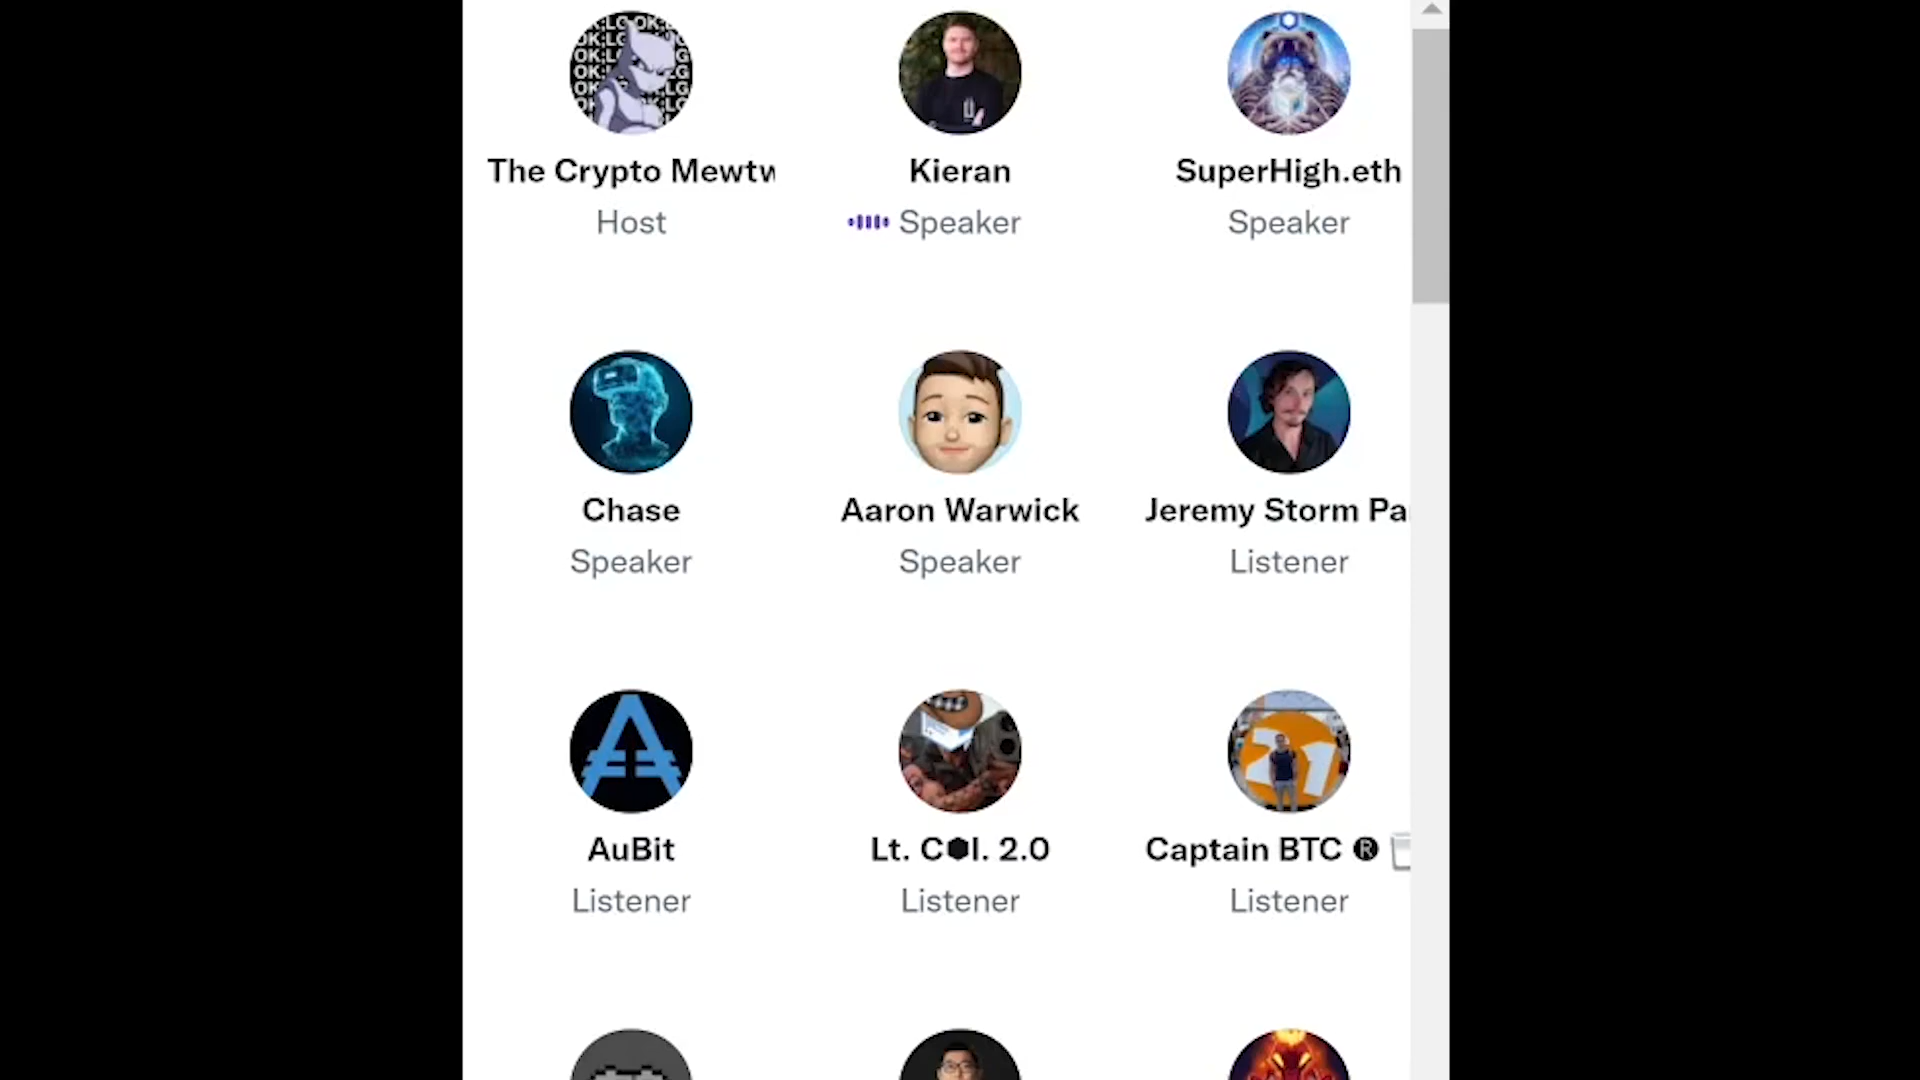 The Crypto Mewtw
Kieran
SuperHigh.eth
Host
Speaker
Speaker
Chase
Aaron Warwick
Jeremy Storm Pa
Speaker
Speaker
Listener
21
AuBit
Lt. C⬢l. 2.0
Captain BTC 🅡
Listener
Listener
Listener